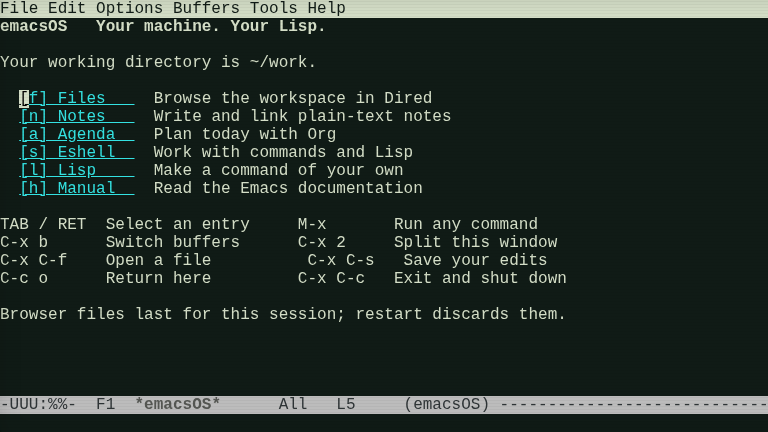 File Edit Options Buffers Tools Help
emacsOS   Your machine. Your Lisp.
Your working directory is ~/work.
[f] Files     Browse the workspace in Dired
[n] Notes     Write and link plain-text notes
[a] Agenda    Plan today with Org
[s] Eshell    Work with commands and Lisp
[l] Lisp      Make a command of your own
[h] Manual    Read the Emacs documentation
TAB / RET  Select an entry     M-x       Run any command
C-x b      Switch buffers      C-x 2     Split this window
C-x C-f    Open a file          C-x C-s   Save your edits
C-c o      Return here         C-x C-c   Exit and shut down
Browser files last for this session; restart discards them.
-UUU:%%-  F1  *emacsOS*      All   L5     (emacsOS) ----------------------------